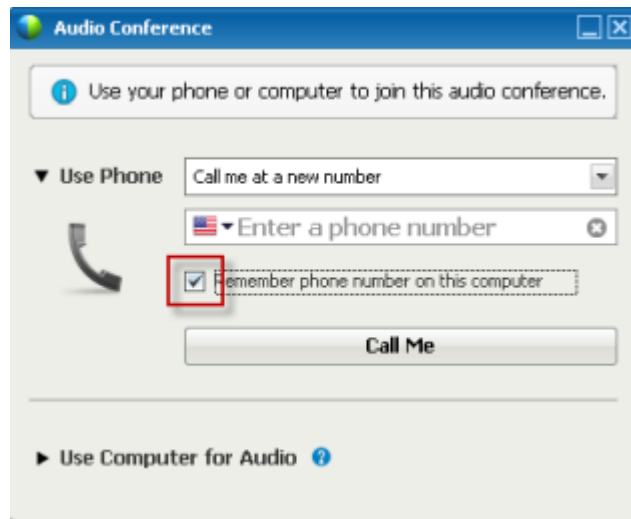 Audio Conference
Use your phone or computer to join this audio conference.
Use Phone
Call me at a new number
Enter a phone number
Remember phone number on this computer
Call Me
Use Computer for Audio